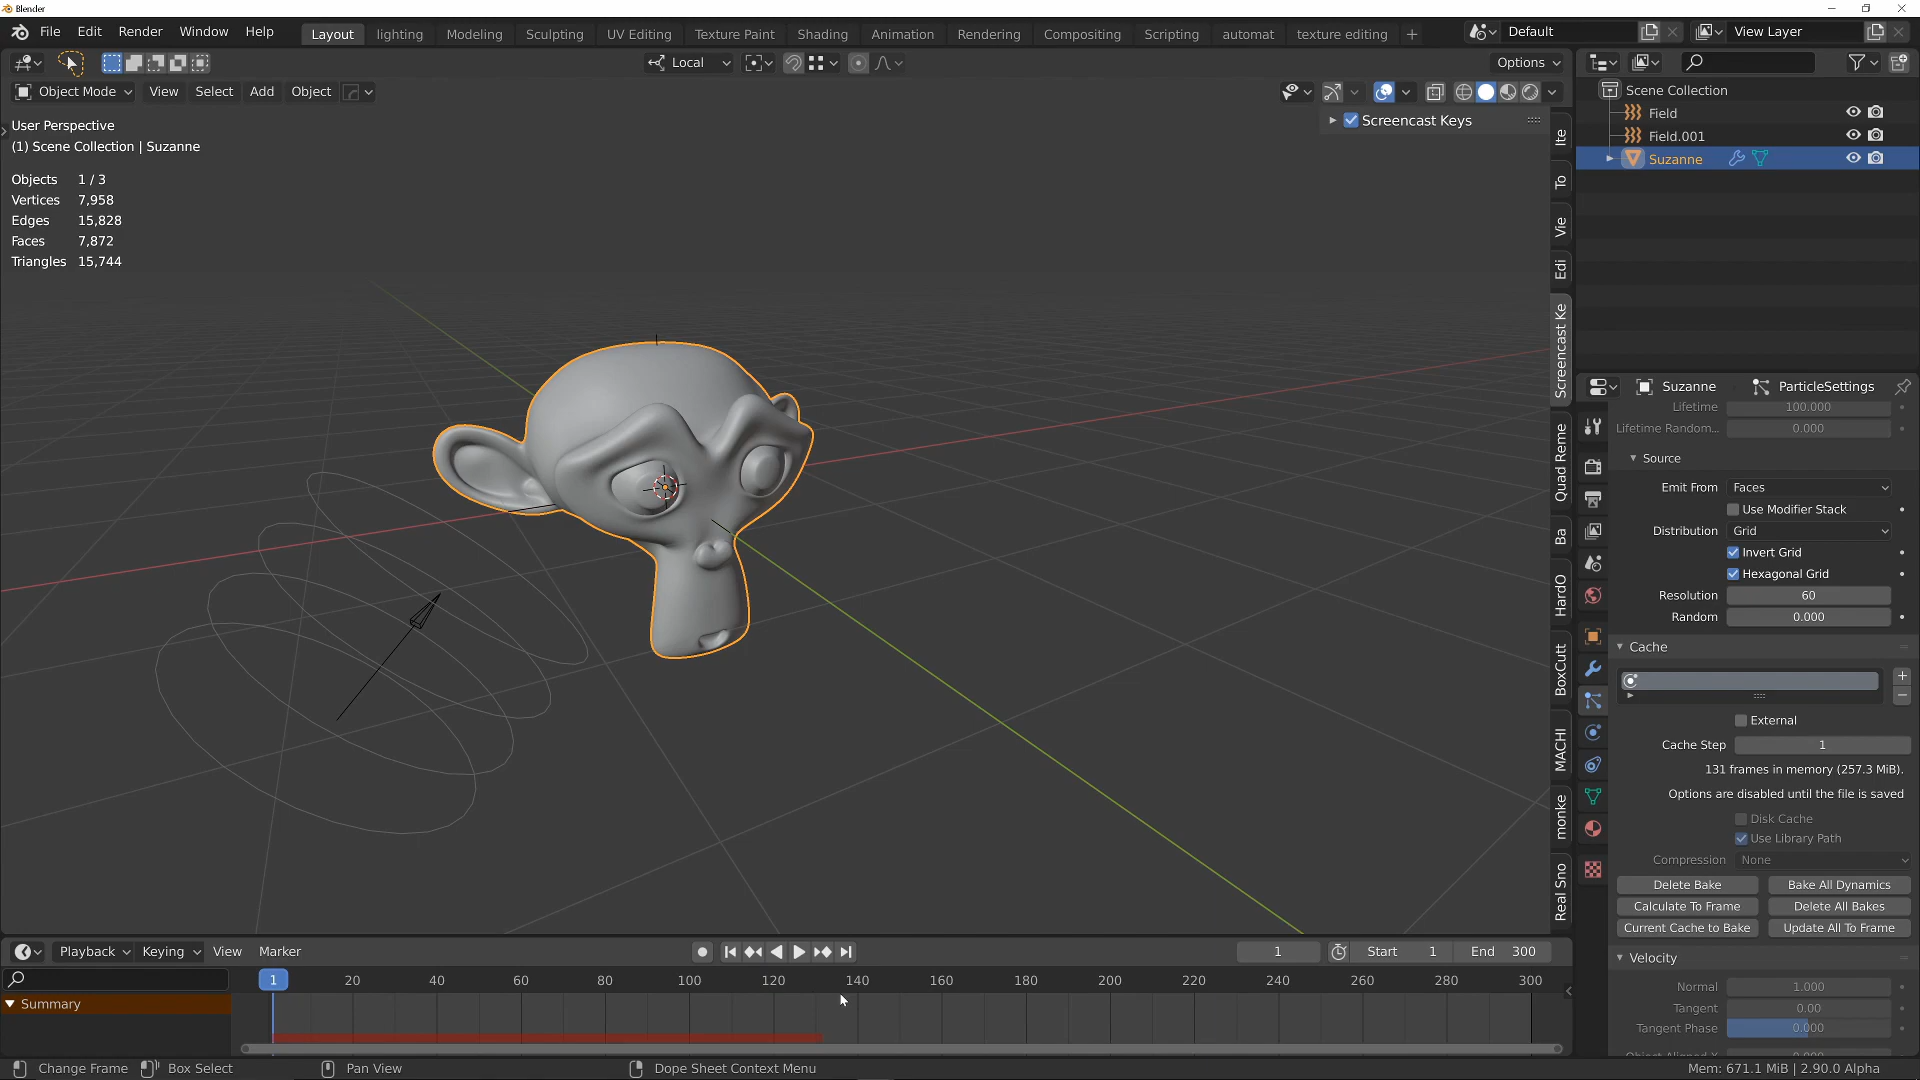 Blender
File Edit Render Window Help Layout lighting Modeling Sculpting UV Editing Texture Paint Shading Animation Rendering Compositing Scripting automat texture editing + Default View Layer
Local Options
Object Mode View Select Add Object
Scene Collection
Field
Field.001
Suzanne
User Perspective
(1) Scene Collection | Suzanne
Objects 1 / 3
Vertices 7,958
Edges 15,828
Faces 7,872
Triangles 15,744
Screencast Keys
Ite
To
Vie
Edi
Screencast Ke
Quad Reme
Ba
HardO
BoxCutt
MACHI
monke
Real Sno
Suzanne ParticleSettings
Lifetime 100.000
Lifetime Random... 0.000
Source
Emit From Faces
Use Modifier Stack
Distribution Grid
Invert Grid
Hexagonal Grid
Resolution 60
Random 0.000
Cache
External
Cache Step 1
131 frames in memory (257.3 MiB).
Options are disabled until the file is saved
Disk Cache
Use Library Path
Compression None
Delete Bake Bake All Dynamics
Calculate To Frame Delete All Bakes
Current Cache to Bake Update All To Frame
Velocity
Normal 1.000
Tangent 0.00
Tangent Phase 0.000
Playback Keying View Marker 1 Start 1 End 300
1 20 40 60 80 100 120 140 160 180 200 220 240 260 280 300
Summary
Change Frame Box Select Pan View Dope Sheet Context Menu Mem: 671.1 MiB | 2.90.0 Alpha